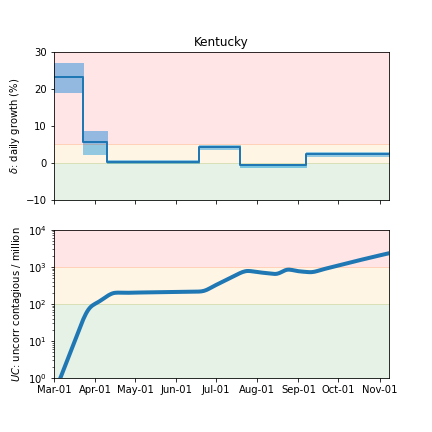 Kentucky
δ: daily growth (%)
30
20
10
0
−10
UC: uncorr contagious / million
10⁴
10³
10²
10¹
10⁰
Mar-01 Apr-01 May-01 Jun-01 Jul-01 Aug-01 Sep-01 Oct-01 Nov-01